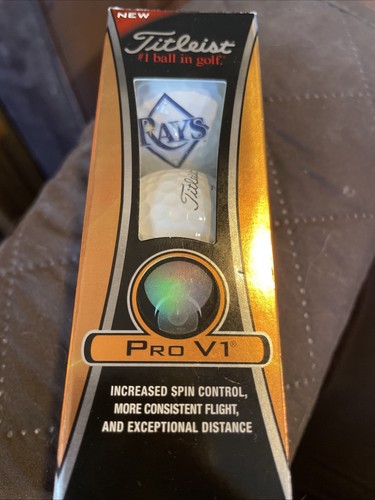 NEW
Titleist
#1 ball in golf.™
RAYS
Titleist
PRO V1®
INCREASED SPIN CONTROL,
MORE CONSISTENT FLIGHT,
AND EXCEPTIONAL DISTANCE